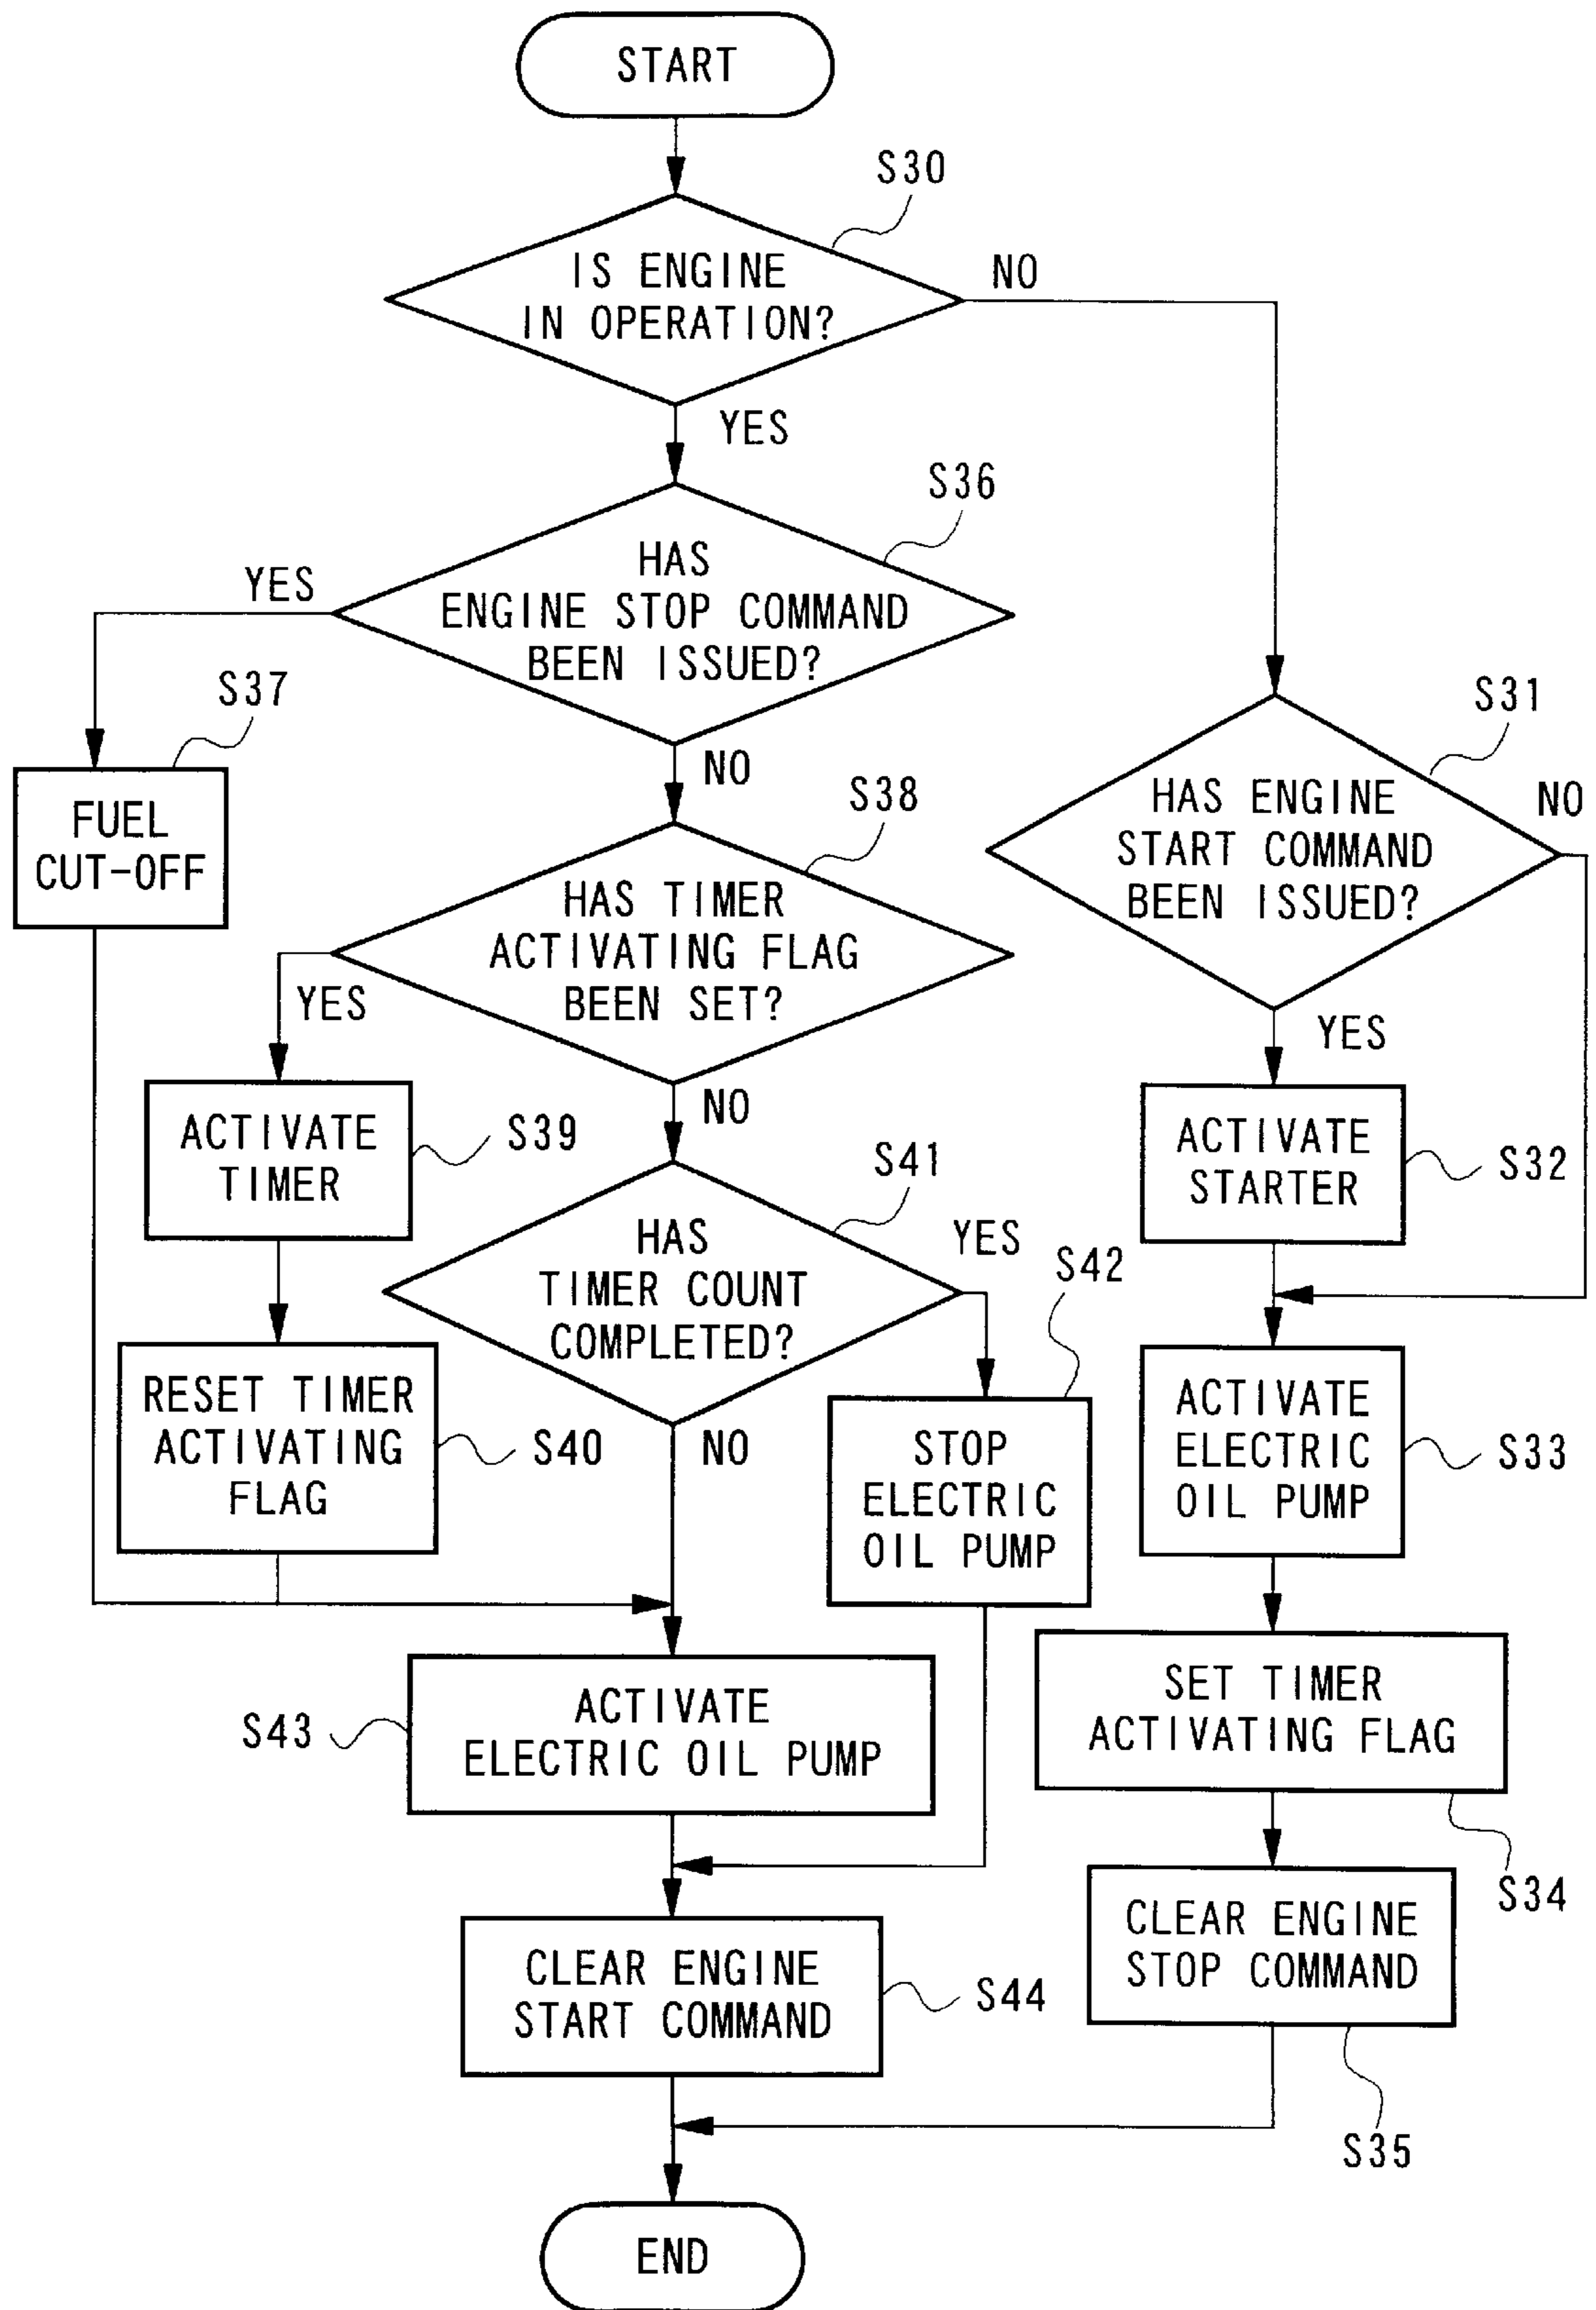 START
S30
IS ENGINE
IN OPERATION?
NO
YES
S36
HAS
ENGINE STOP COMMAND
BEEN ISSUED?
YES
NO
S37
FUEL
CUT-OFF
S31
HAS ENGINE
START COMMAND
BEEN ISSUED?
NO
YES
S38
HAS TIMER
ACTIVATING FLAG
BEEN SET?
YES
NO
ACTIVATE
TIMER
S39
ACTIVATE
STARTER
S32
S41
HAS
TIMER COUNT
COMPLETED?
YES
NO
S42
STOP
ELECTRIC
OIL PUMP
RESET TIMER
ACTIVATING
FLAG
S40
ACTIVATE
ELECTRIC
OIL PUMP
S33
S43
ACTIVATE
ELECTRIC OIL PUMP
SET TIMER
ACTIVATING FLAG
S34
CLEAR ENGINE
START COMMAND
S44
CLEAR ENGINE
STOP COMMAND
S35
END